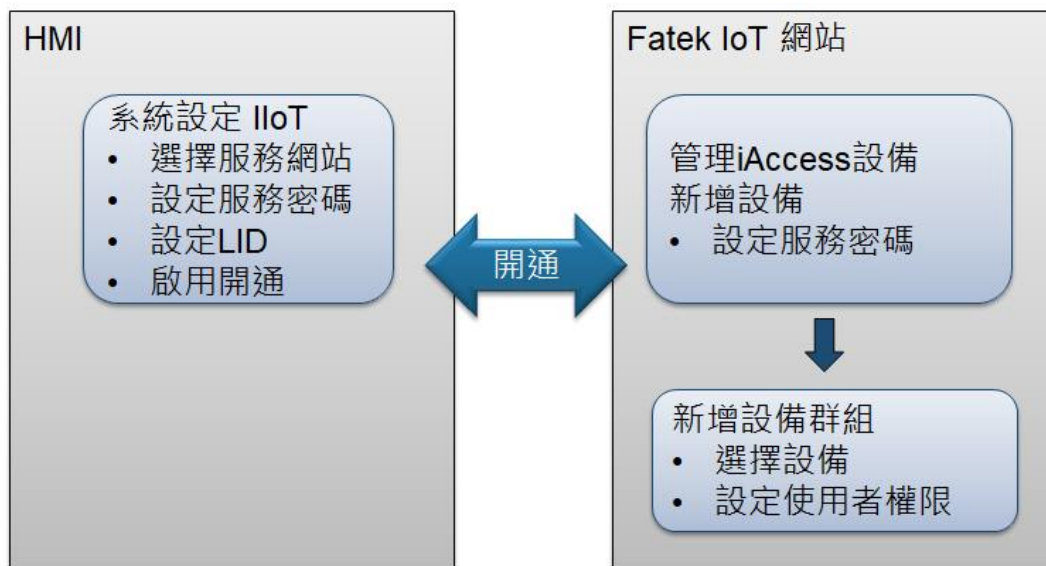 HMI
系統設定 IIoT
• 選擇服務網站
• 設定服務密碼
• 設定LID
• 啟用開通
開通
Fatek IoT 網站
管理iAccess設備
新增設備
• 設定服務密碼
新增設備群組
• 選擇設備
• 設定使用者權限